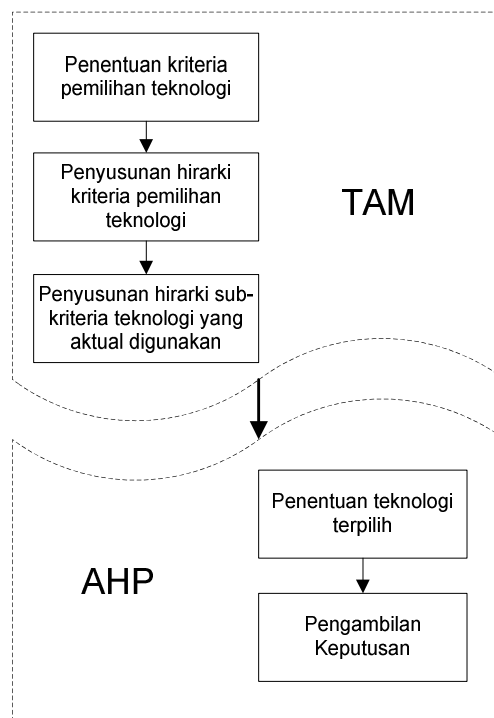 Penentuan kriteria
pemilihan teknologi
Penyusunan hirarki
kriteria pemilihan
teknologi
TAM
Penyusunan hirarki sub-
kriteria teknologi yang
aktual digunakan
Penentuan teknologi
terpilih
AHP
Pengambilan
Keputusan